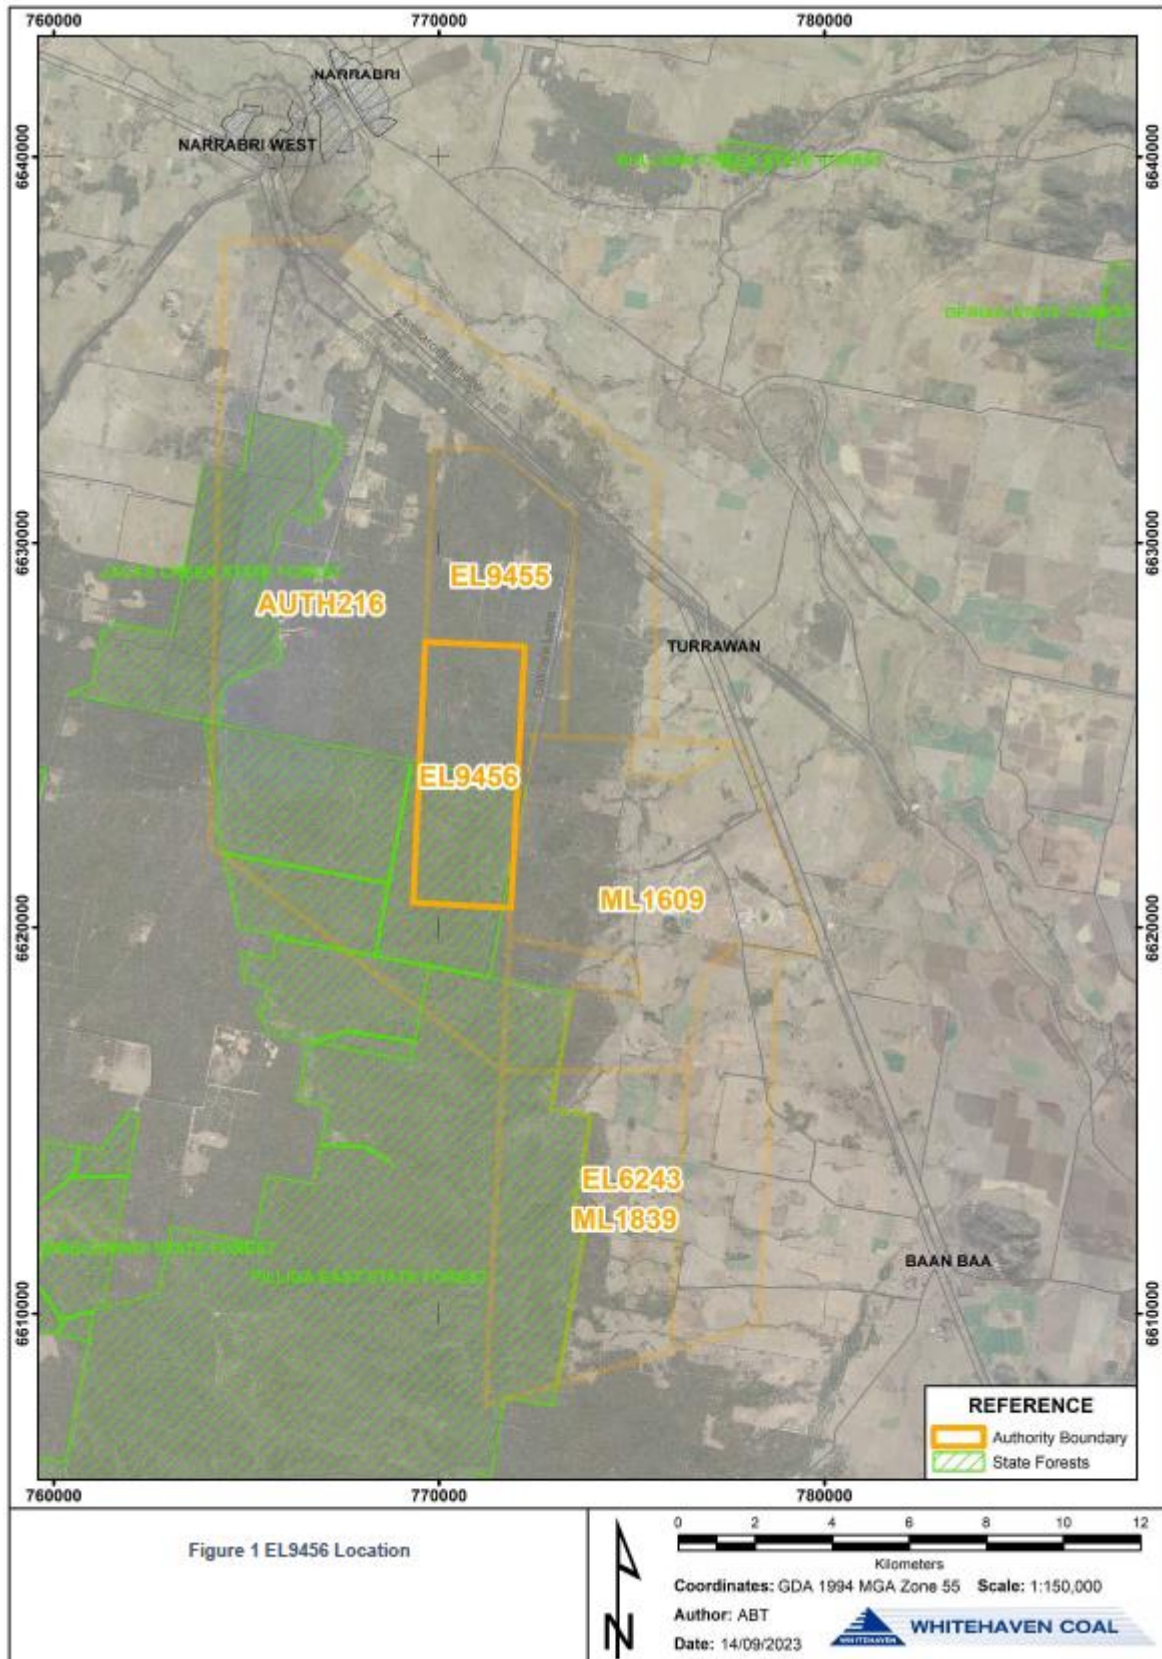 760000 770000 780000
NARRABRI
NARRABRI WEST
6640000 6640000
6630000 6630000
EL9455
AUTH216
TURRAWAN
EL9456
ML1609
6620000 6620000
EL6243
ML1839
PILLIGA EAST STATE FOREST
BAAN BAA
6610000 6610000
REFERENCE
Authority Boundary
State Forests
760000 770000 780000
Figure 1 EL9456 Location
0 2 4 6 8 10 12
Kilometers
Coordinates: GDA 1994 MGA Zone 55 Scale: 1:150,000
Author: ABT
Date: 14/09/2023
WHITEHAVEN
WHITEHAVEN COAL
N